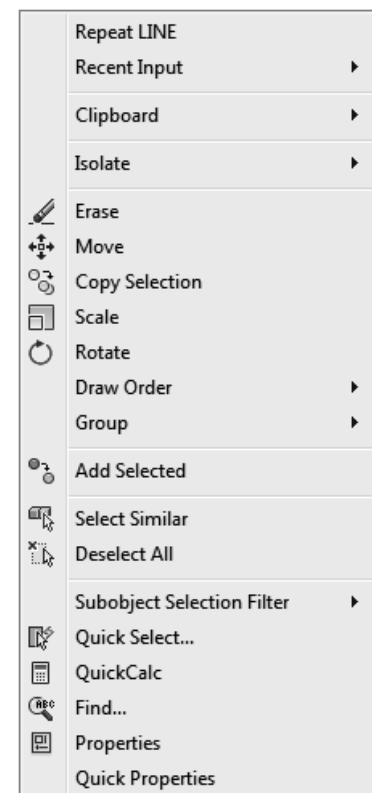 Repeat LINE
Recent Input
Clipboard
Isolate
Erase
Move
Copy Selection
Scale
Rotate
Draw Order
Group
Add Selected
Select Similar
Deselect All
Subobject Selection Filter
Quick Select...
QuickCalc
ABC
Find...
Properties
Quick Properties